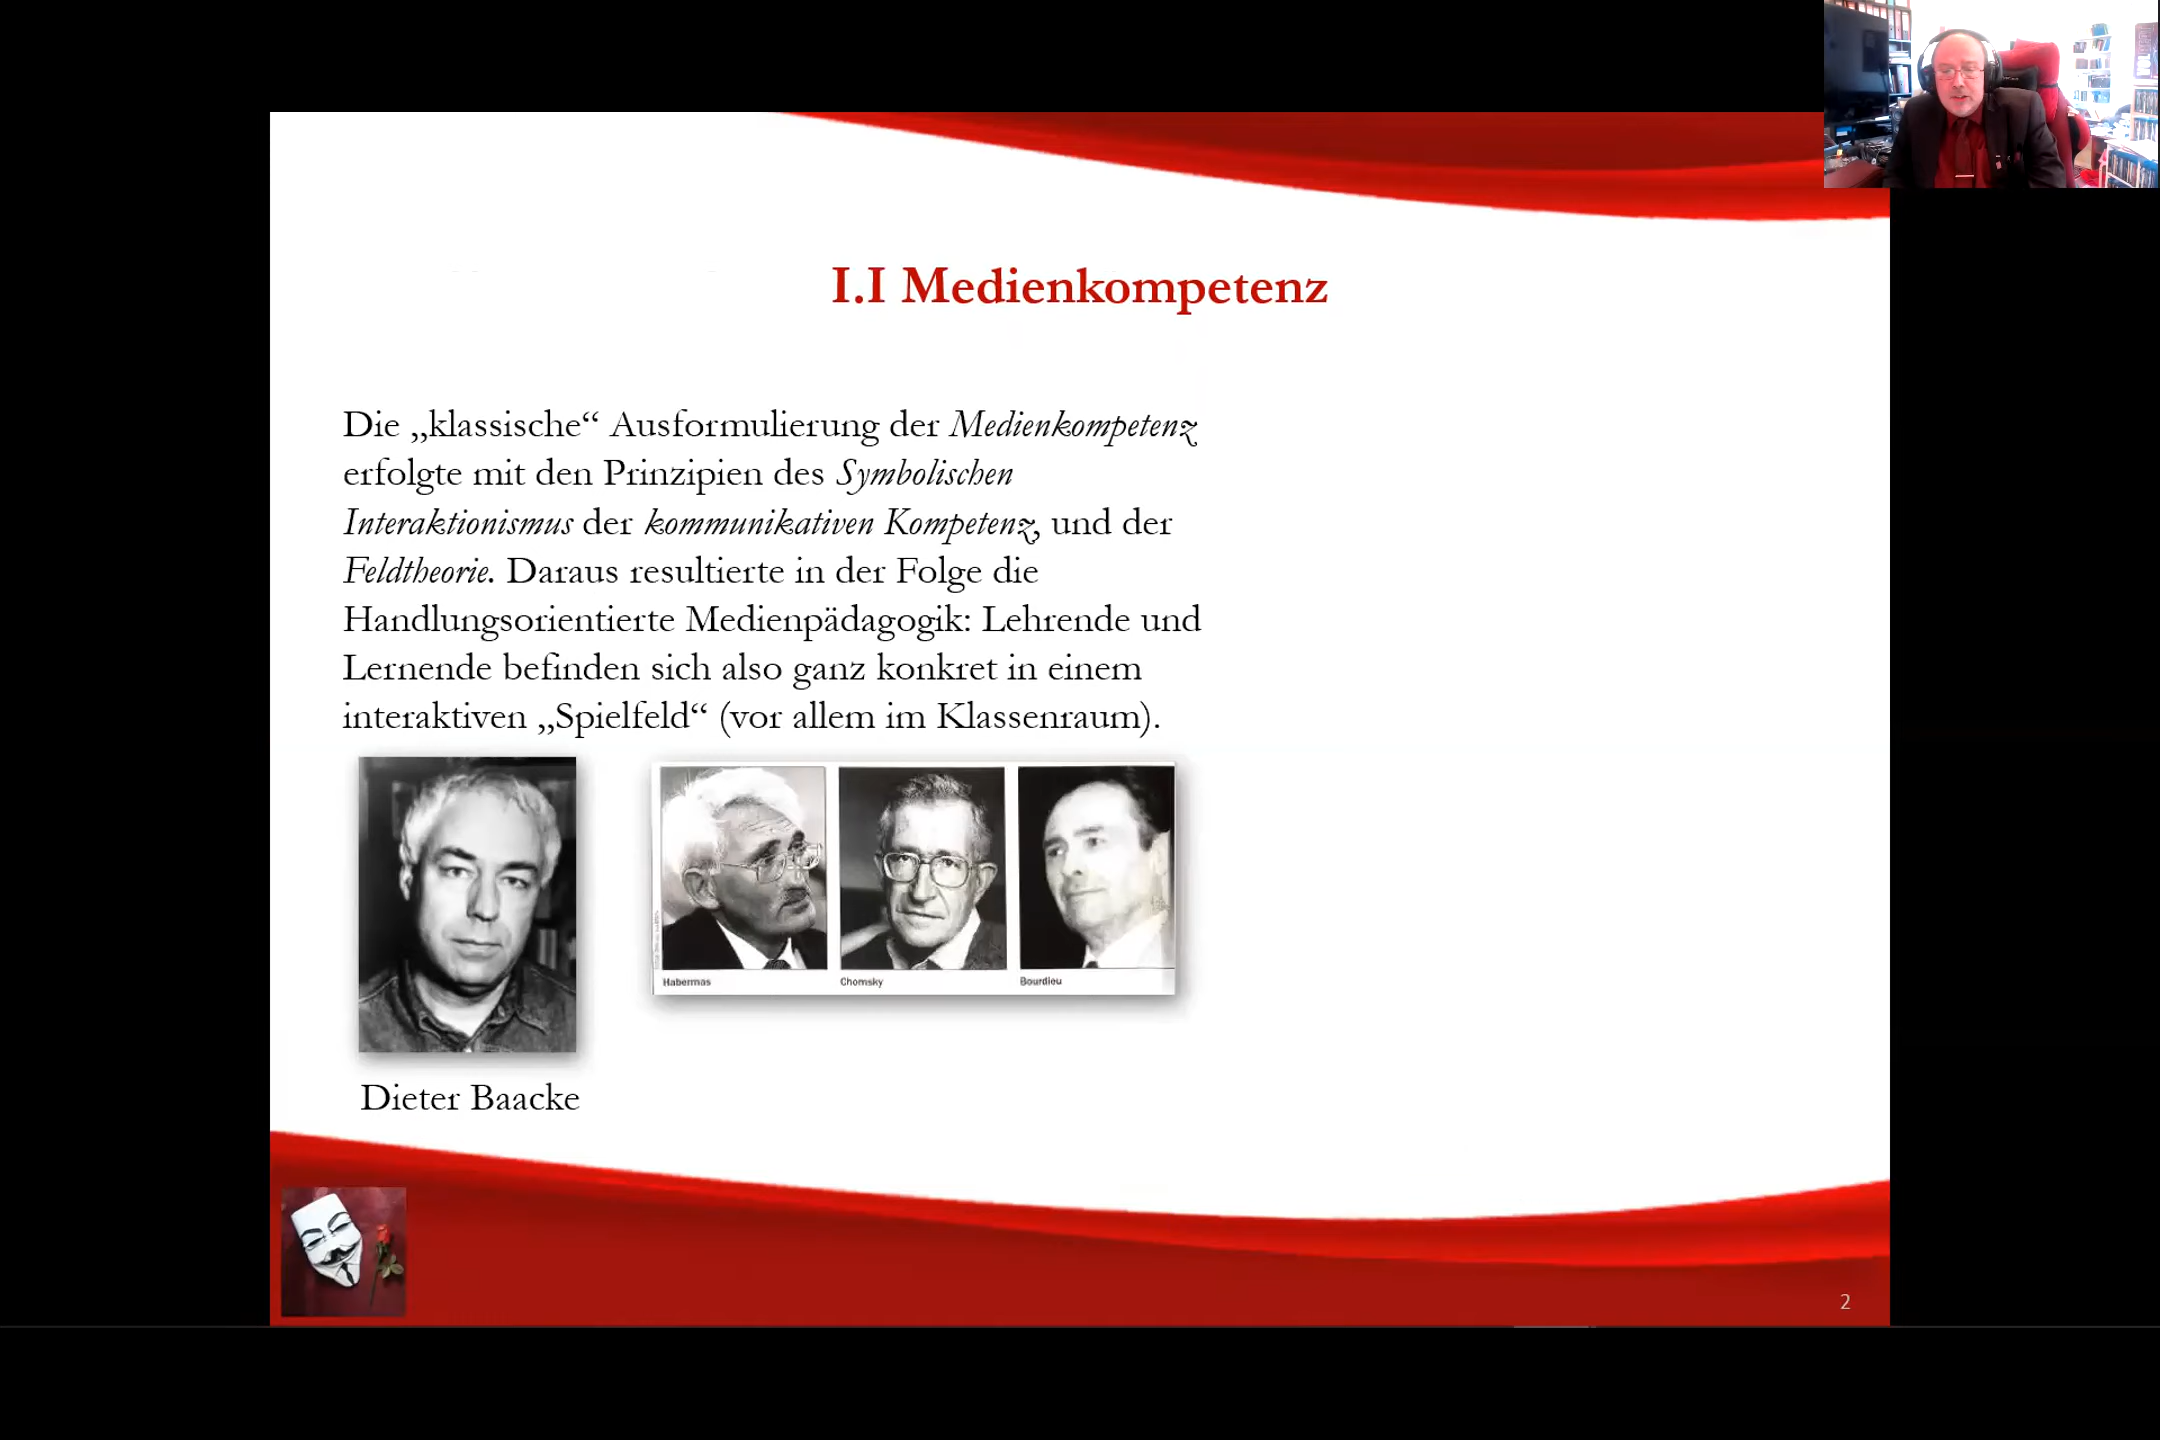 I.I Medienkompetenz
Die „klassische“ Ausformulierung der Medienkompetenz
erfolgte mit den Prinzipien des Symbolischen
Interaktionismus der kommunikativen Kompetenz, und der
Feldtheorie. Daraus resultierte in der Folge die
Handlungsorientierte Medienpädagogik: Lehrende und
Lernende befinden sich also ganz konkret in einem
interaktiven „Spielfeld“ (vor allem im Klassenraum).
Habermas
Chomsky
Bourdieu
Dieter Baacke
2